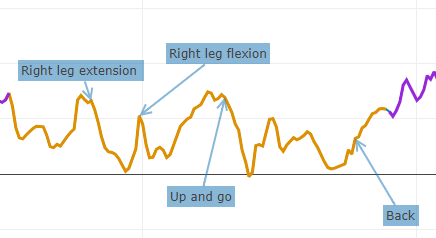 Right leg flexion
Right leg extension
Up and go
Back